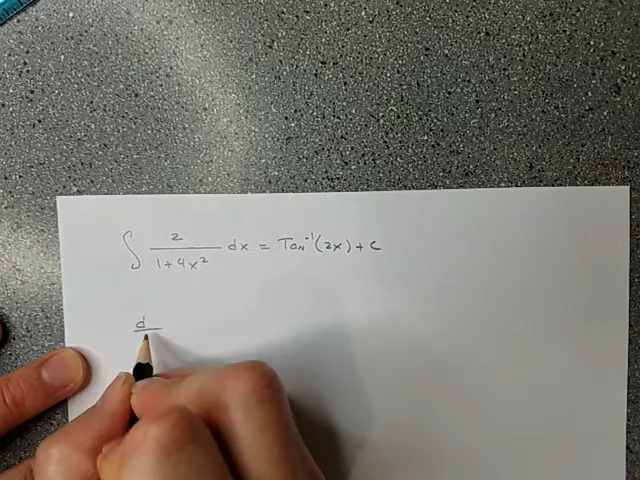 ∫ 2/(1+4x²) dx = Tan⁻¹(2x)+C
d